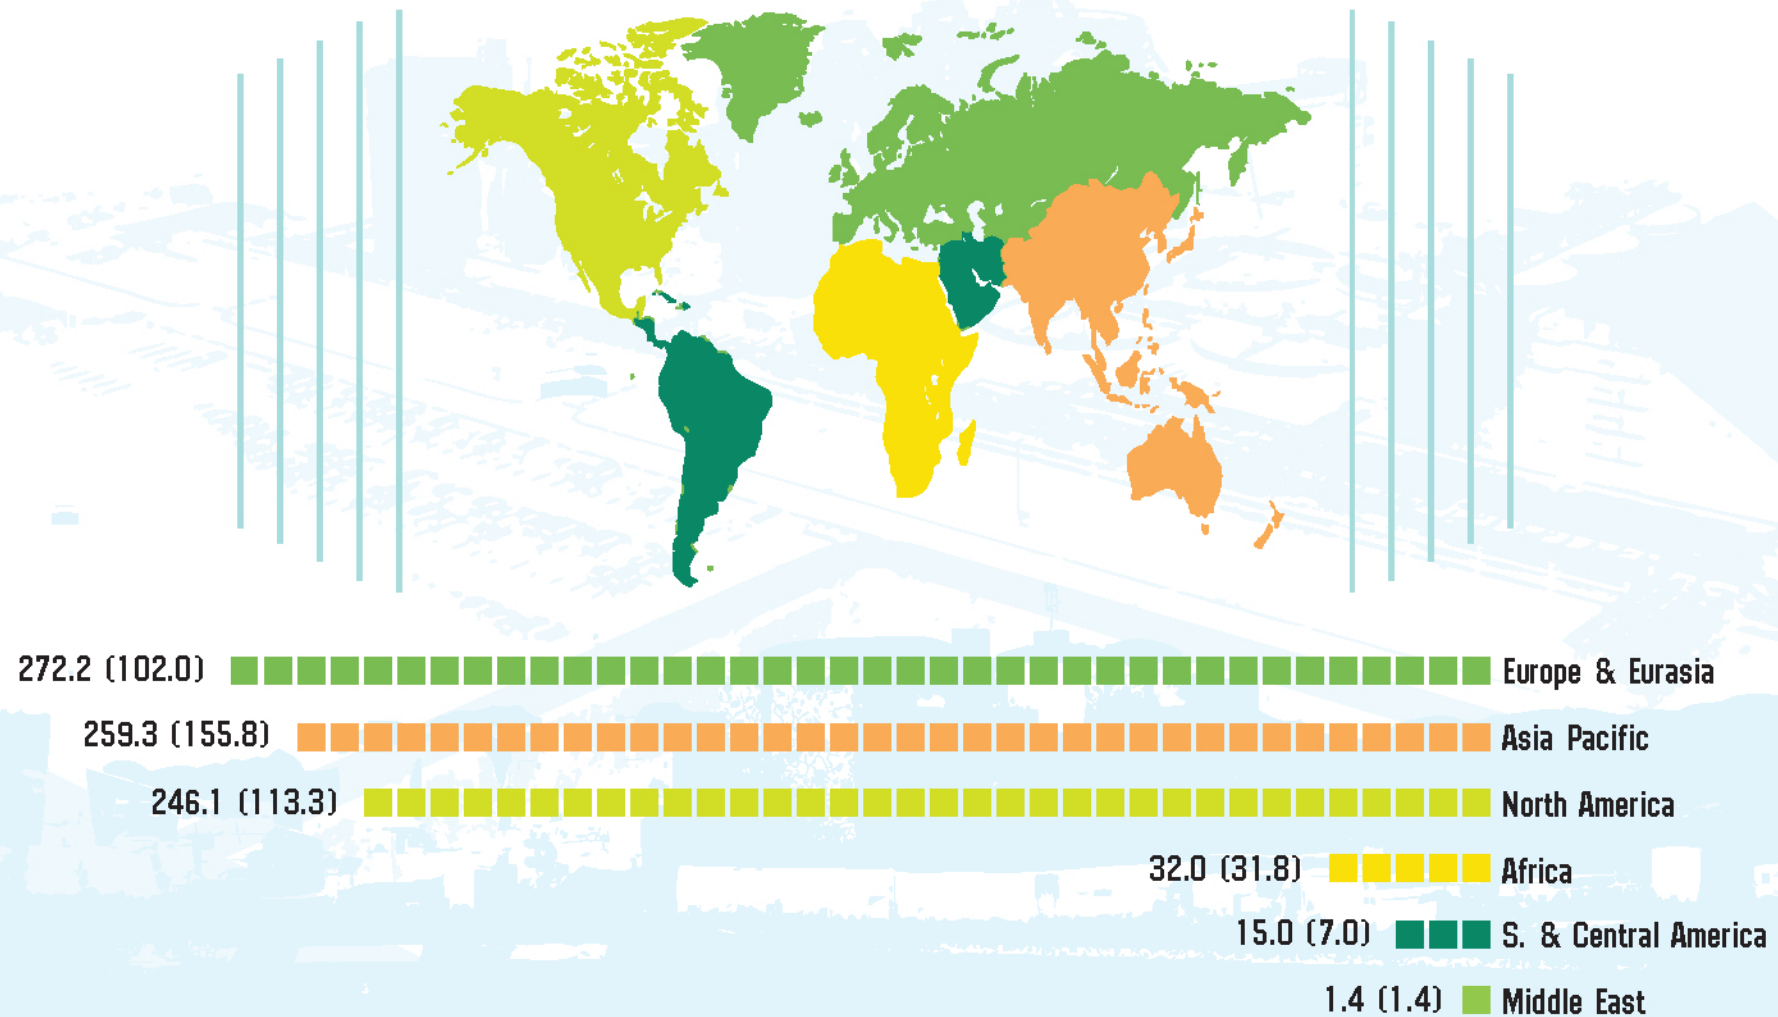 272.2 (102.0) Europe & Eurasia
259.3 (155.8) Asia Pacific
246.1 (113.3) North America
32.0 (31.8) Africa
15.0 (7.0) S. & Central America
1.4 (1.4) Middle East